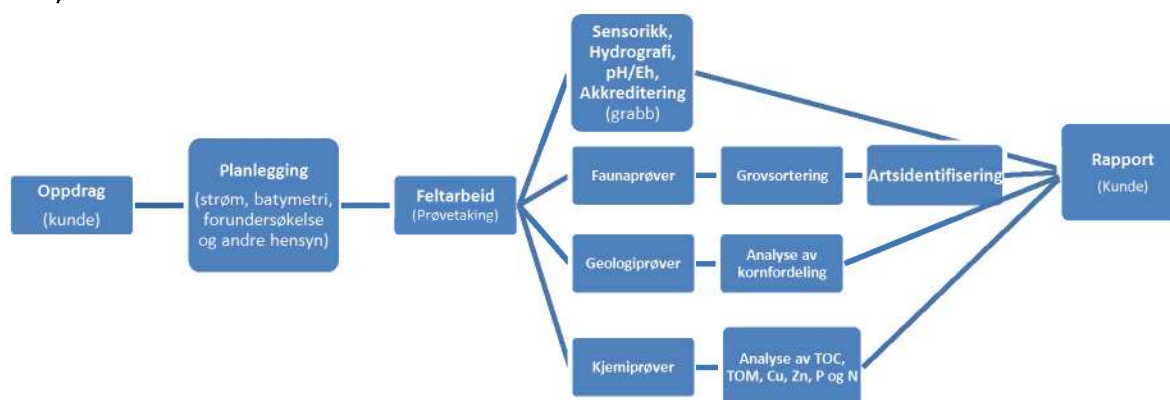 Oppdrag
(kunde)
Planlegging
(strøm, batymetri,
forundersøkelse
og andre hensyn)
Feltarbeid
(Prøvetaking)
Sensorikk,
Hydrografi,
pH/Eh,
Akkreditering
(grabb)
Faunaprøver
Grovsortering
Artsidentifisering
Geologiprøver
Analyse av
kornfordeling
Kjemiprøver
Analyse av TOC,
TOM, Cu, Zn, P og N
Rapport
(Kunde)